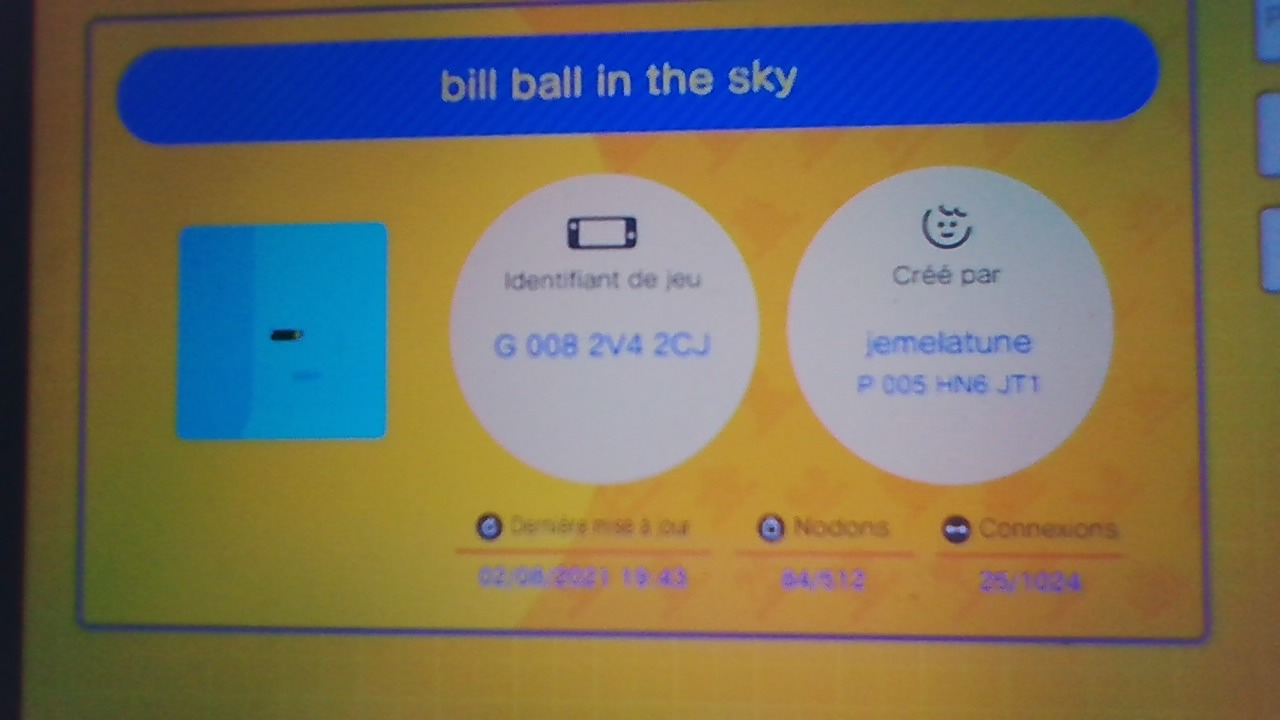 bill ball in the sky
Identifiant de jeu
G 008 2V4 2CJ
Créé par
jemelatune
P 005 HN6 JT1
Dernière mise à jour
Nodons
Connexions
02/08/2021 19:43
84/512
25/1024